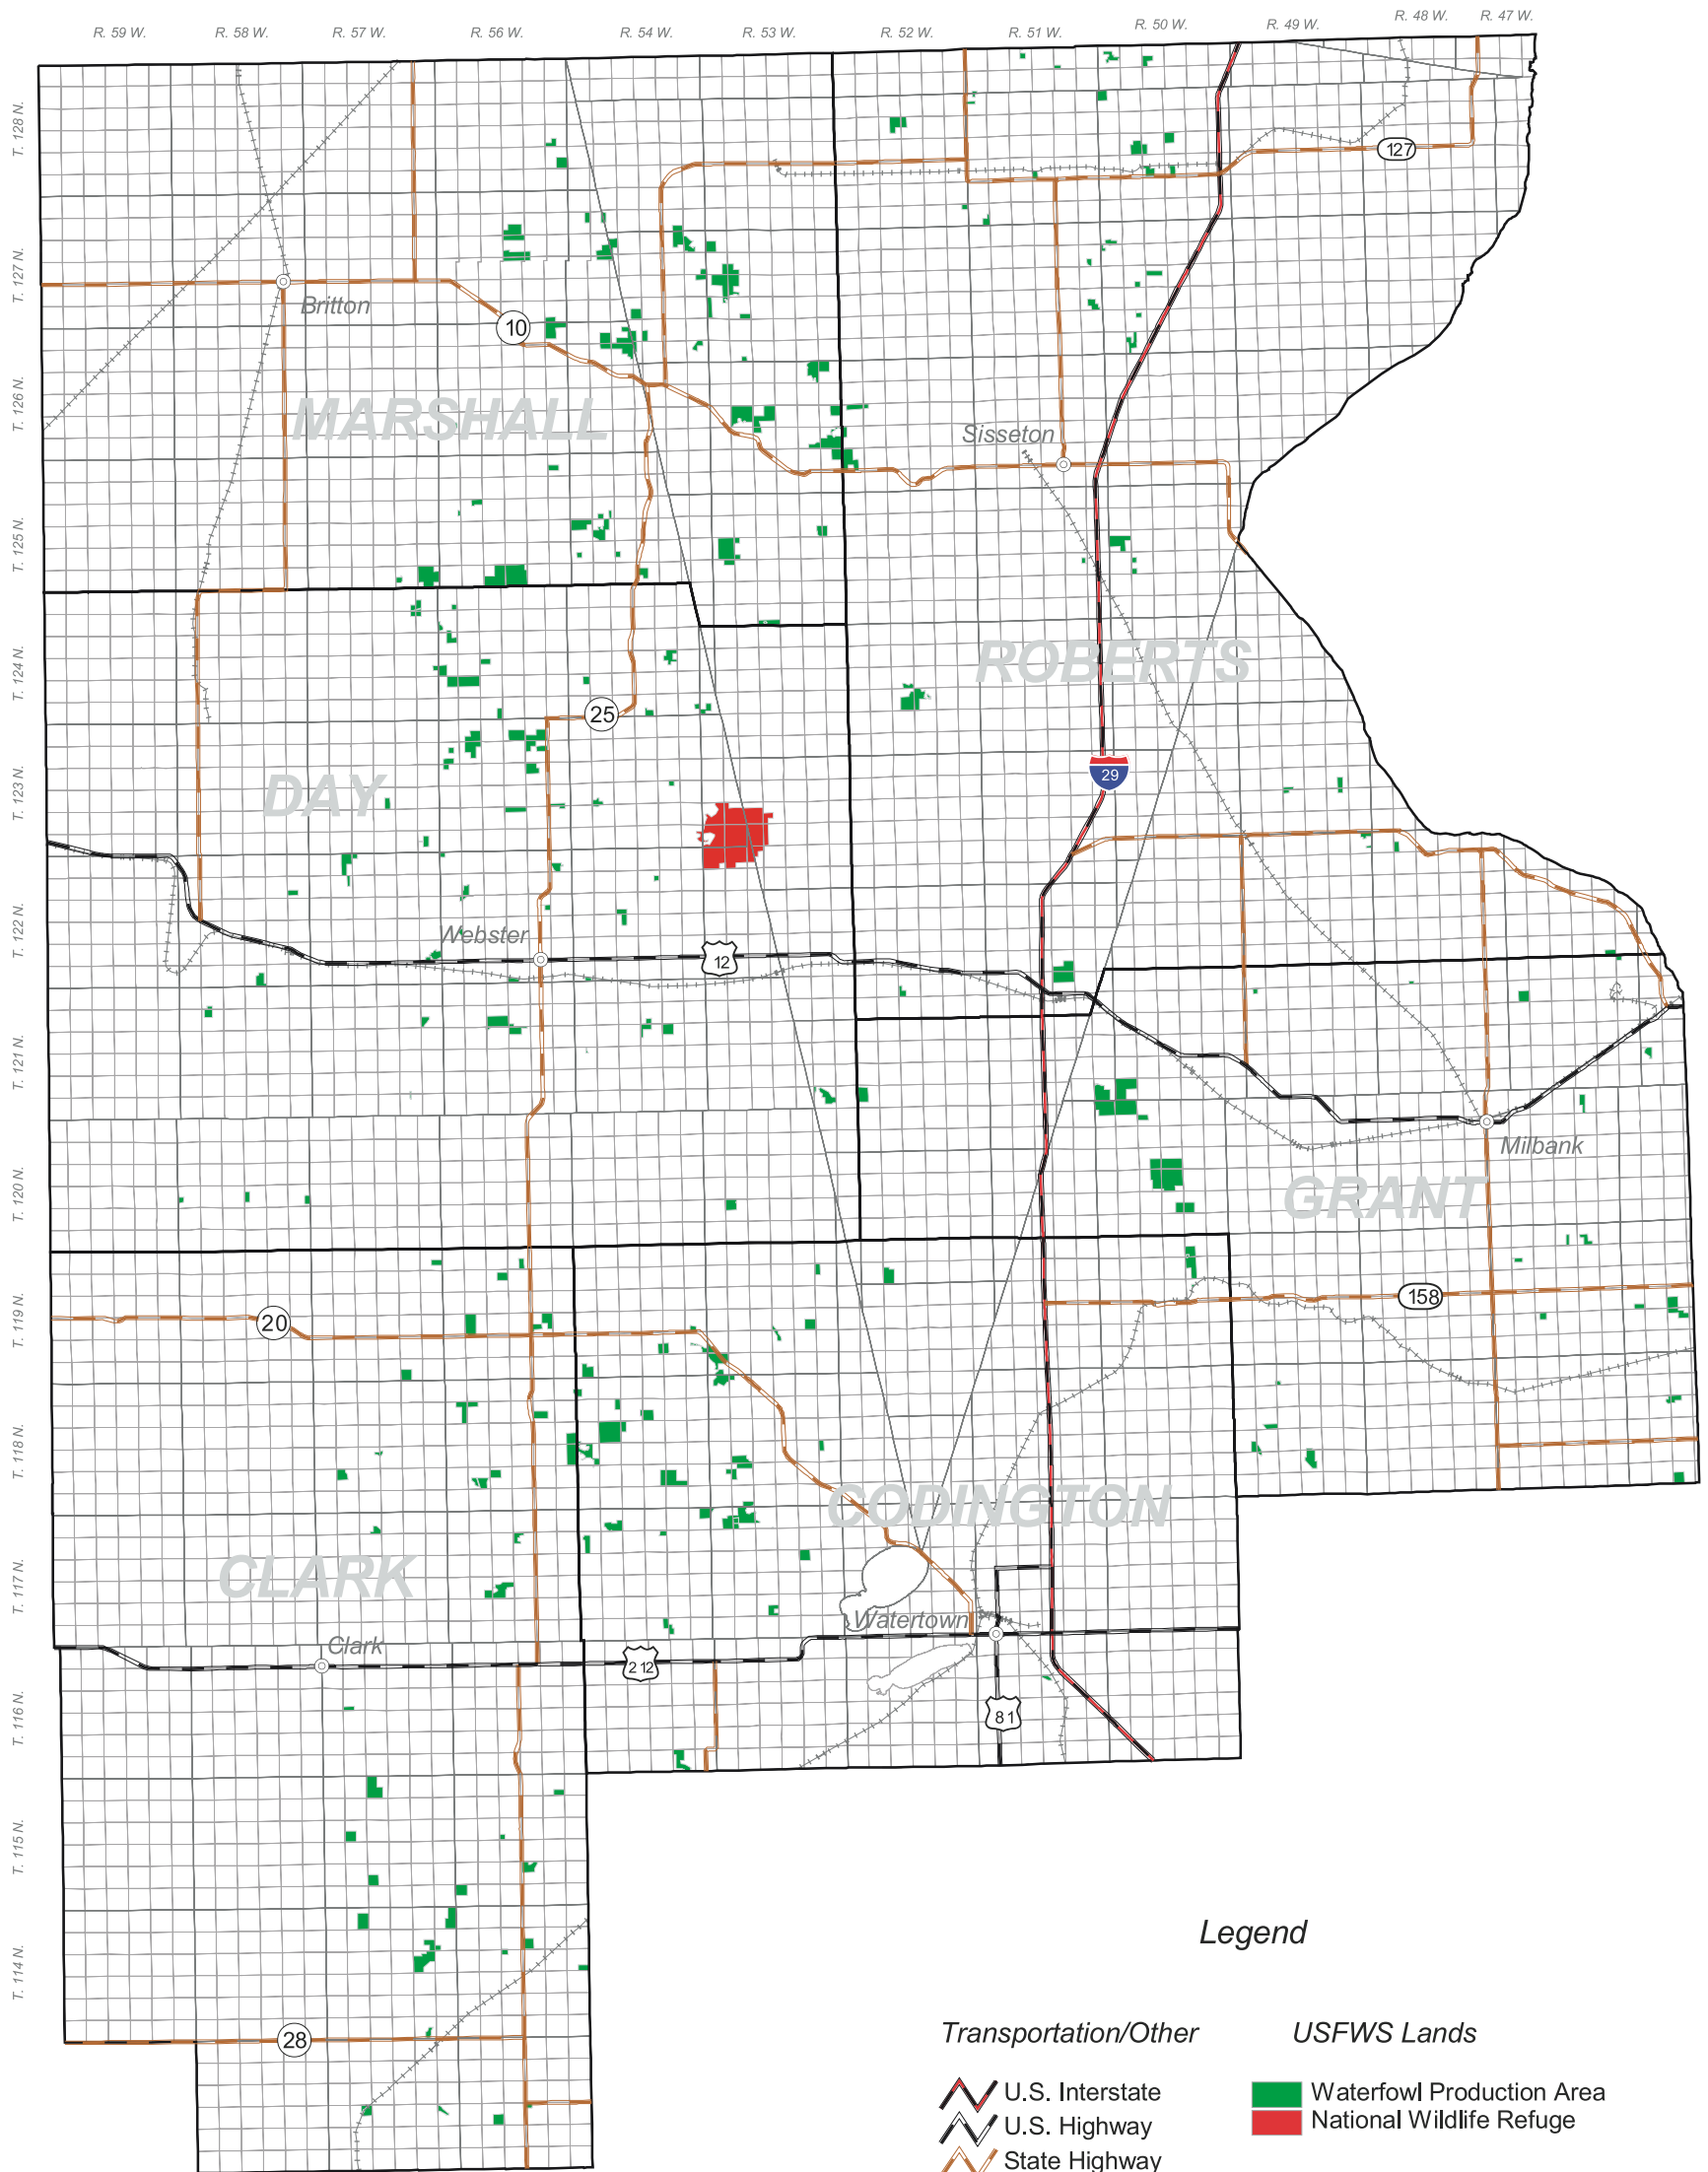 R. 59 W. R. 58 W. R. 57 W. R. 56 W. R. 54 W. R. 53 W. R. 52 W. R. 51 W. R. 50 W. R. 49 W. R. 48 W. R. 47 W.
T. 128 N.
127
T. 127 N.
Britton
10
T. 126 N.
MARSHALL
Sisseton
T. 125 N.
ROBERTS
T. 124 N.
25
29
DAY
T. 123 N.
T. 122 N.
Webster
12
T. 121 N.
Milbank
T. 120 N.
GRANT
158
20
T. 119 N.
T. 118 N.
CODINGTON
CLARK
T. 117 N.
Watertown
Clark
212
81
T. 116 N.
T. 115 N.
T. 114 N.
28
Legend
Transportation/Other USFWS Lands
U.S. Interstate Waterfowl Production Area
U.S. Highway National Wildlife Refuge
State Highway